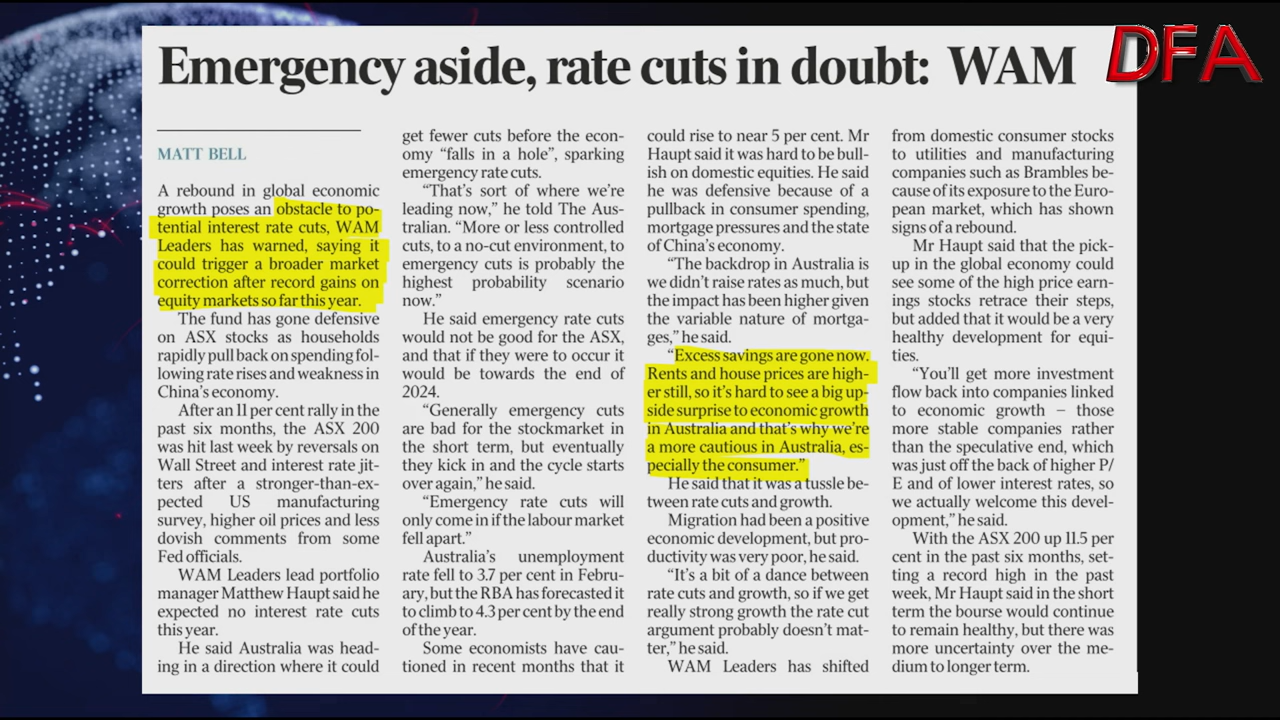 Emergency aside, rate cuts in doubt: WAM
DFA
MATT BELL
A rebound in global economic
growth poses an obstacle to po-
tential interest rate cuts, WAM
Leaders has warned, saying it
could trigger a broader market
correction after record gains on
equity markets so far this year.
The fund has gone defensive
on ASX stocks as households
rapidly pull back on spending fol-
lowing rate rises and weakness in
China's economy.
After an 11 per cent rally in the
past six months, the ASX 200
was hit last week by reversals on
Wall Street and interest rate jit-
ters after a stronger-than-ex-
pected US manufacturing
survey, higher oil prices and less
dovish comments from some
Fed officials.
WAM Leaders lead portfolio
manager Matthew Haupt said he
expected no interest rate cuts
this year.
He said Australia was head-
ing in a direction where it could
get fewer cuts before the econ-
omy “falls in a hole”, sparking
emergency rate cuts.
“That's sort of where we're
leading now,” he told The Aus-
tralian. “More or less controlled
cuts, to a no-cut environment, to
emergency cuts is probably the
highest probability scenario
now.”
He said emergency rate cuts
would not be good for the ASX,
and that if they were to occur it
would be towards the end of
2024.
“Generally emergency cuts
are bad for the stockmarket in
the short term, but eventually
they kick in and the cycle starts
over again,” he said.
“Emergency rate cuts will
only come in if the labour market
fell apart.”
Australia's unemployment
rate fell to 3.7 per cent in Febru-
ary, but the RBA has forecasted it
to climb to 4.3 per cent by the end
of the year.
Some economists have cau-
tioned in recent months that it
could rise to near 5 per cent. Mr
Haupt said it was hard to be bull-
ish on domestic equities. He said
he was defensive because of a
pullback in consumer spending,
mortgage pressures and the state
of China's economy.
“The backdrop in Australia is
we didn't raise rates as much, but
the impact has been higher given
the variable nature of mortga-
ges,” he said.
“Excess savings are gone now.
Rents and house prices are high-
er still, so it's hard to see a big up-
side surprise to economic growth
in Australia and that's why we're
a more cautious in Australia, es-
pecially the consumer.”
He said that it was a tussle be-
tween rate cuts and growth.
Migration had been a positive
economic development, but pro-
ductivity was very poor, he said.
“It's a bit of a dance between
rate cuts and growth, so if we get
really strong growth the rate cut
argument probably doesn't mat-
ter,” he said.
WAM Leaders has shifted
from domestic consumer stocks
to utilities and manufacturing
companies such as Brambles be-
cause of its exposure to the Euro-
pean market, which has shown
signs of a rebound.
Mr Haupt said that the pick-
up in the global economy could
see some of the high price earn-
ings stocks retrace their steps,
but added that it would be a very
healthy development for equi-
ties.
“You'll get more investment
flow back into companies linked
to economic growth – those
more stable companies rather
than the speculative end, which
was just off the back of higher P/
E and of lower interest rates, so
we actually welcome this devel-
opment,” he said.
With the ASX 200 up 11.5 per
cent in the past six months, set-
ting a record high in the past
week, Mr Haupt said in the short
term the bourse would continue
to remain healthy, but there was
more uncertainty over the me-
dium to longer term.